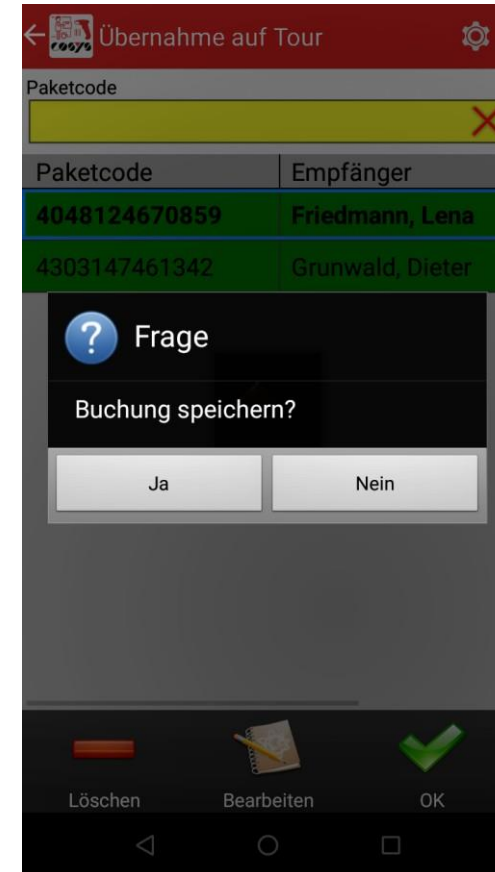 COSYS Übernahme auf Tour
Paketcode
Paketcode Empfänger
4048124670859 Friedmann, Lena
4303147461342 Grunwald, Dieter
? Frage
Buchung speichern?
Ja Nein
Löschen Bearbeiten OK